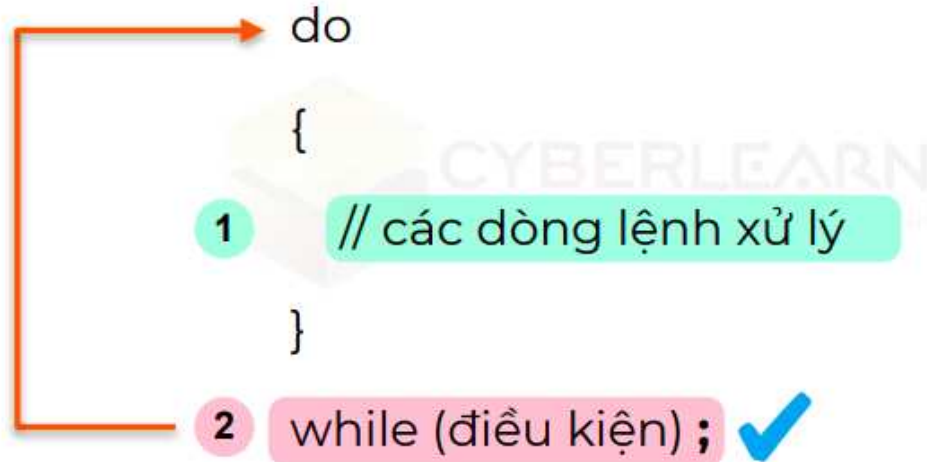 do
{
CYBERLEARN
1 // các dòng lệnh xử lý
}
2 while (điều kiện) ;